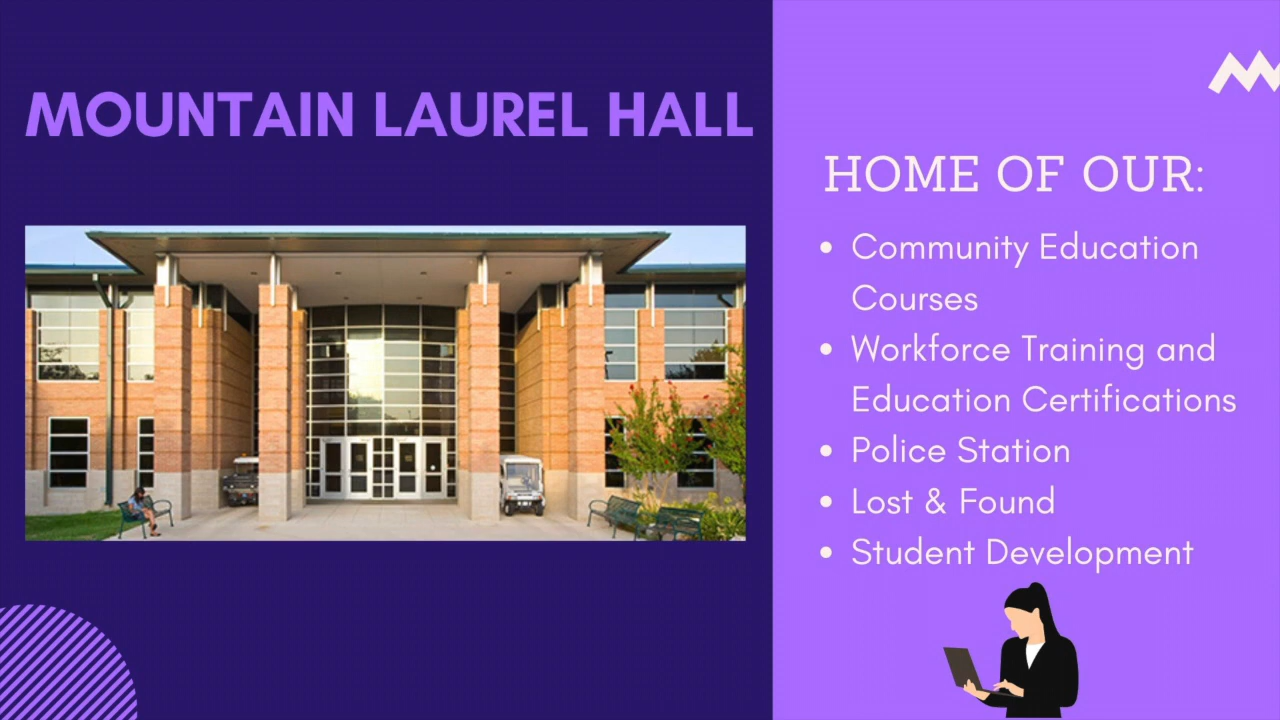 MOUNTAIN LAUREL HALL
HOME OF OUR:
• Community Education
Courses
• Workforce Training and
Education Certifications
• Police Station
• Lost & Found
• Student Development